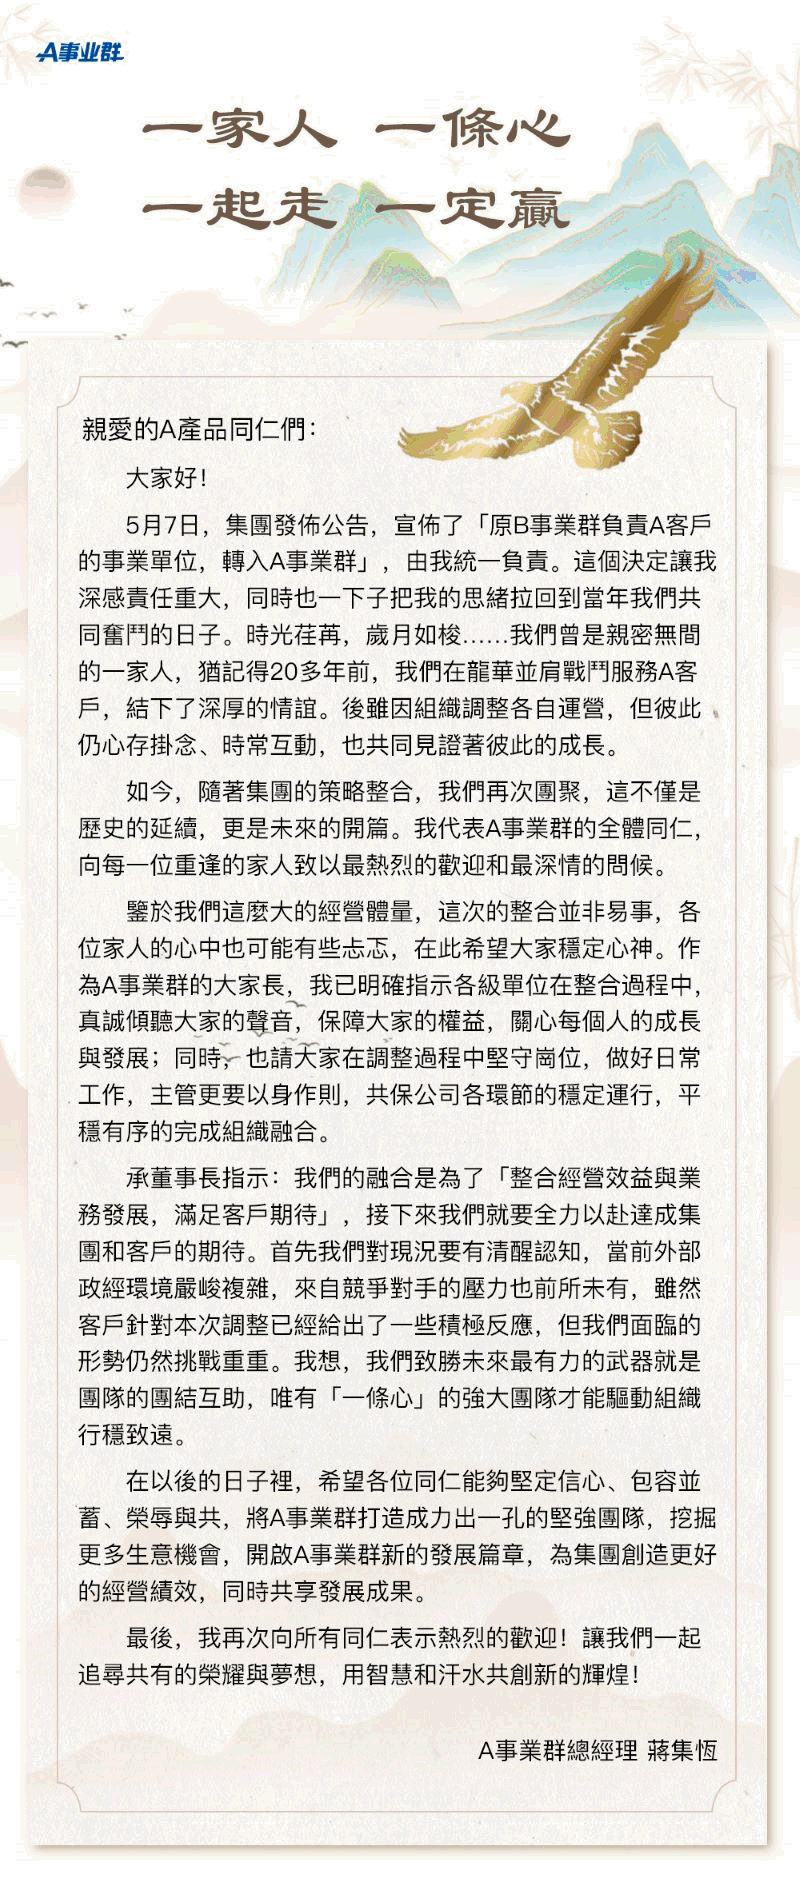 A事业群
一家人 一條心
一起走 一定贏
親愛的A產品同仁們：
大家好！
5月7日，集團發佈公告，宣佈了「原B事業群負責A客戶
的事業單位，轉入A事業群」，由我統一負責。這個決定讓我
深感責任重大，同時也一下子把我的思緒拉回到當年我們共
同奮鬥的日子。時光荏苒，歲月如梭……我們曾是親密無間
的一家人，猶記得20多年前，我們在龍華並肩戰鬥服務A客
戶，結下了深厚的情誼。後雖因組織調整各自運營，但彼此
仍心存掛念、時常互動，也共同見證著彼此的成長。
如今，隨著集團的策略整合，我們再次團聚，這不僅是
歷史的延續，更是未來的開篇。我代表A事業群的全體同仁，
向每一位重逢的家人致以最熱烈的歡迎和最深情的問候。
鑒於我們這麼大的經營體量，這次的整合並非易事，各
位家人的心中也可能有些忐忑，在此希望大家穩定心神。作
為A事業群的大家長，我已明確指示各級單位在整合過程中，
真誠傾聽大家的聲音，保障大家的權益，關心每個人的成長
與發展；同時，也請大家在調整過程中堅守崗位，做好日常
工作，主管更要以身作則，共保公司各環節的穩定運行，平
穩有序的完成組織融合。
承董事長指示：我們的融合是為了「整合經營效益與業
務發展，滿足客戶期待」，接下來我們就要全力以赴達成集
團和客戶的期待。首先我們對現況要有清醒認知，當前外部
政經環境嚴峻複雜，來自競爭對手的壓力也前所未有，雖然
客戶針對本次調整已經給出了一些積極反應，但我們面臨的
形勢仍然挑戰重重。我想，我們致勝未來最有力的武器就是
團隊的團結互助，唯有「一條心」的強大團隊才能驅動組織
行穩致遠。
在以後的日子裡，希望各位同仁能夠堅定信心、包容並
蓄、榮辱與共，將A事業群打造成力出一孔的堅強團隊，挖掘
更多生意機會，開啟A事業群新的發展篇章，為集團創造更好
的經營績效，同時共享發展成果。
最後，我再次向所有同仁表示熱烈的歡迎！讓我們一起
追尋共有的榮耀與夢想，用智慧和汗水共創新的輝煌！
A事業群總經理 蔣集恆